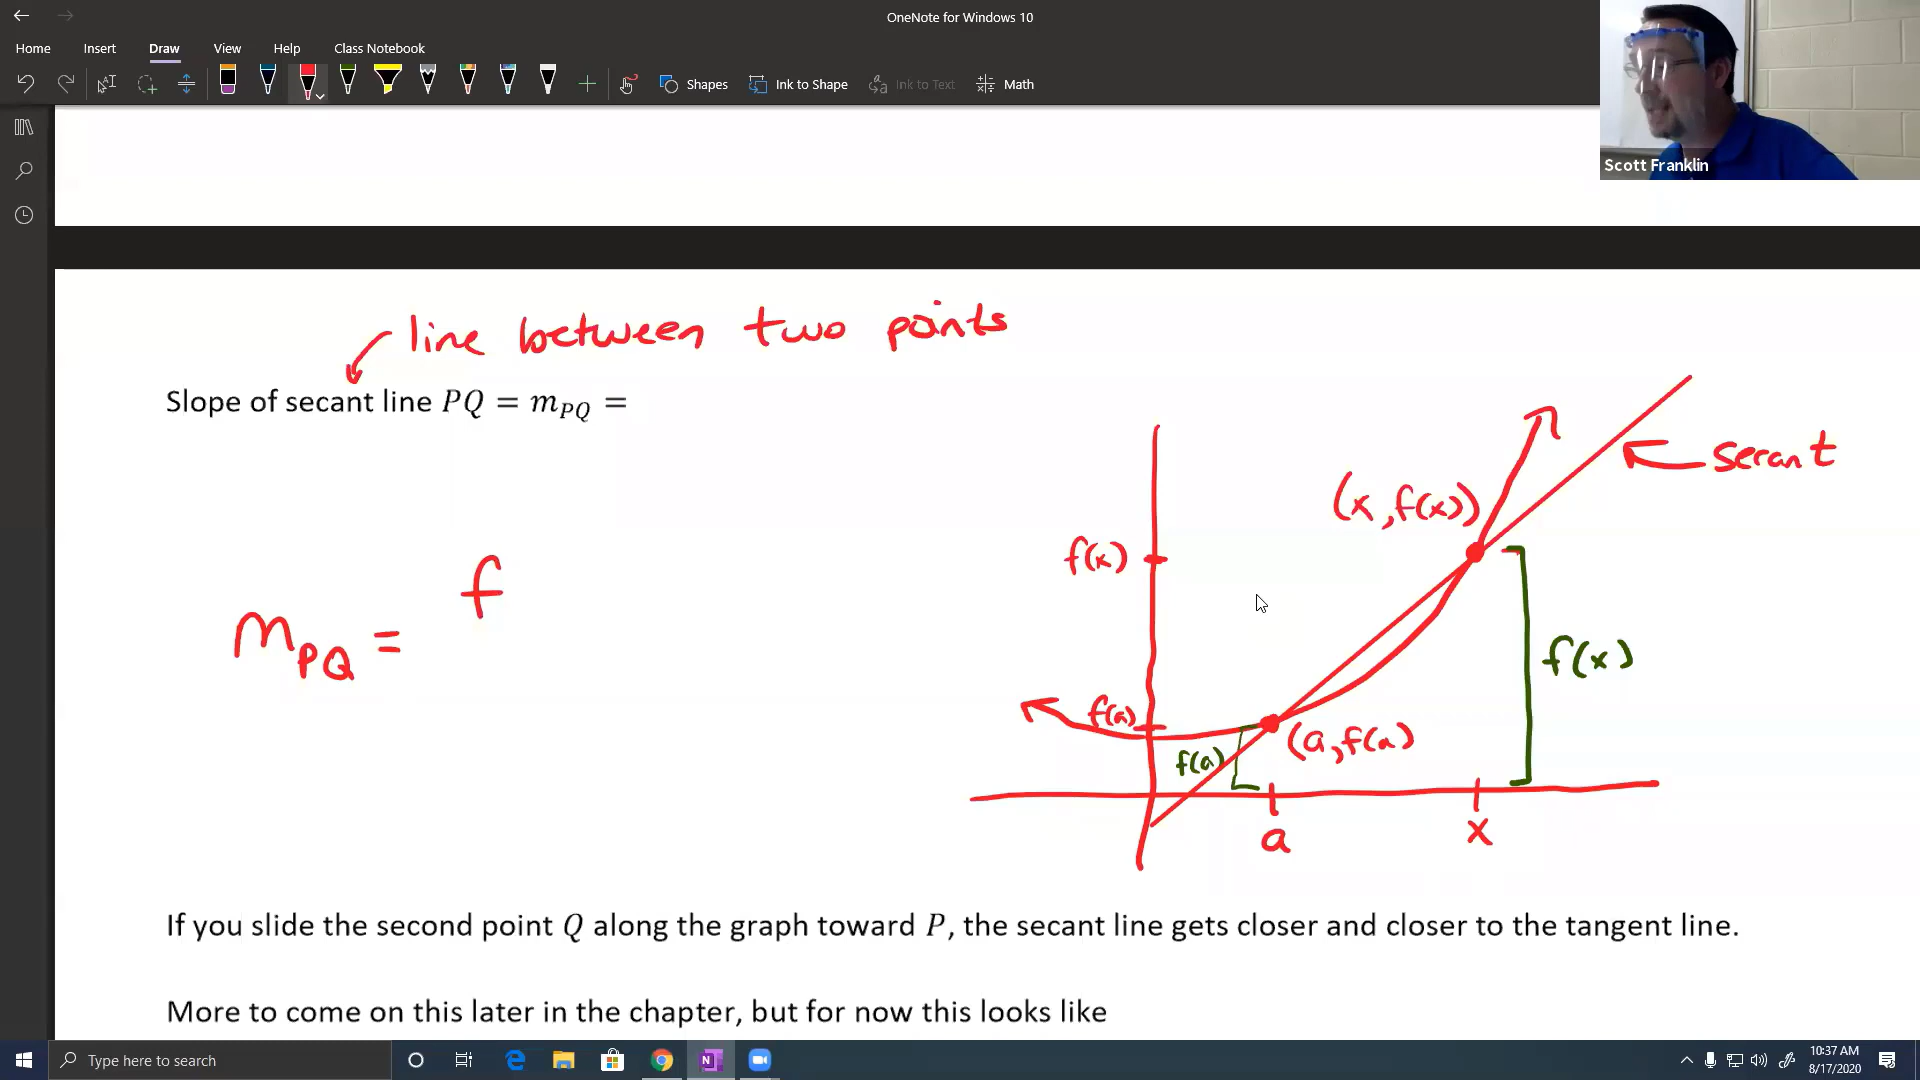 OneNote for Windows 10
Home Insert Draw View Help Class Notebook
Shapes Ink to Shape Ink to Text Math
Scott Franklin
line between two points
Slope of secant line PQ = m_PQ =
secant
(x, f(x))
f(x)
m_PQ = f
f(x)
f(a)
(a, f(a))
f(a)
a x
If you slide the second point Q along the graph toward P, the secant line gets closer and closer to the tangent line.
More to come on this later in the chapter, but for now this looks like
Type here to search
10:37 AM
8/17/2020